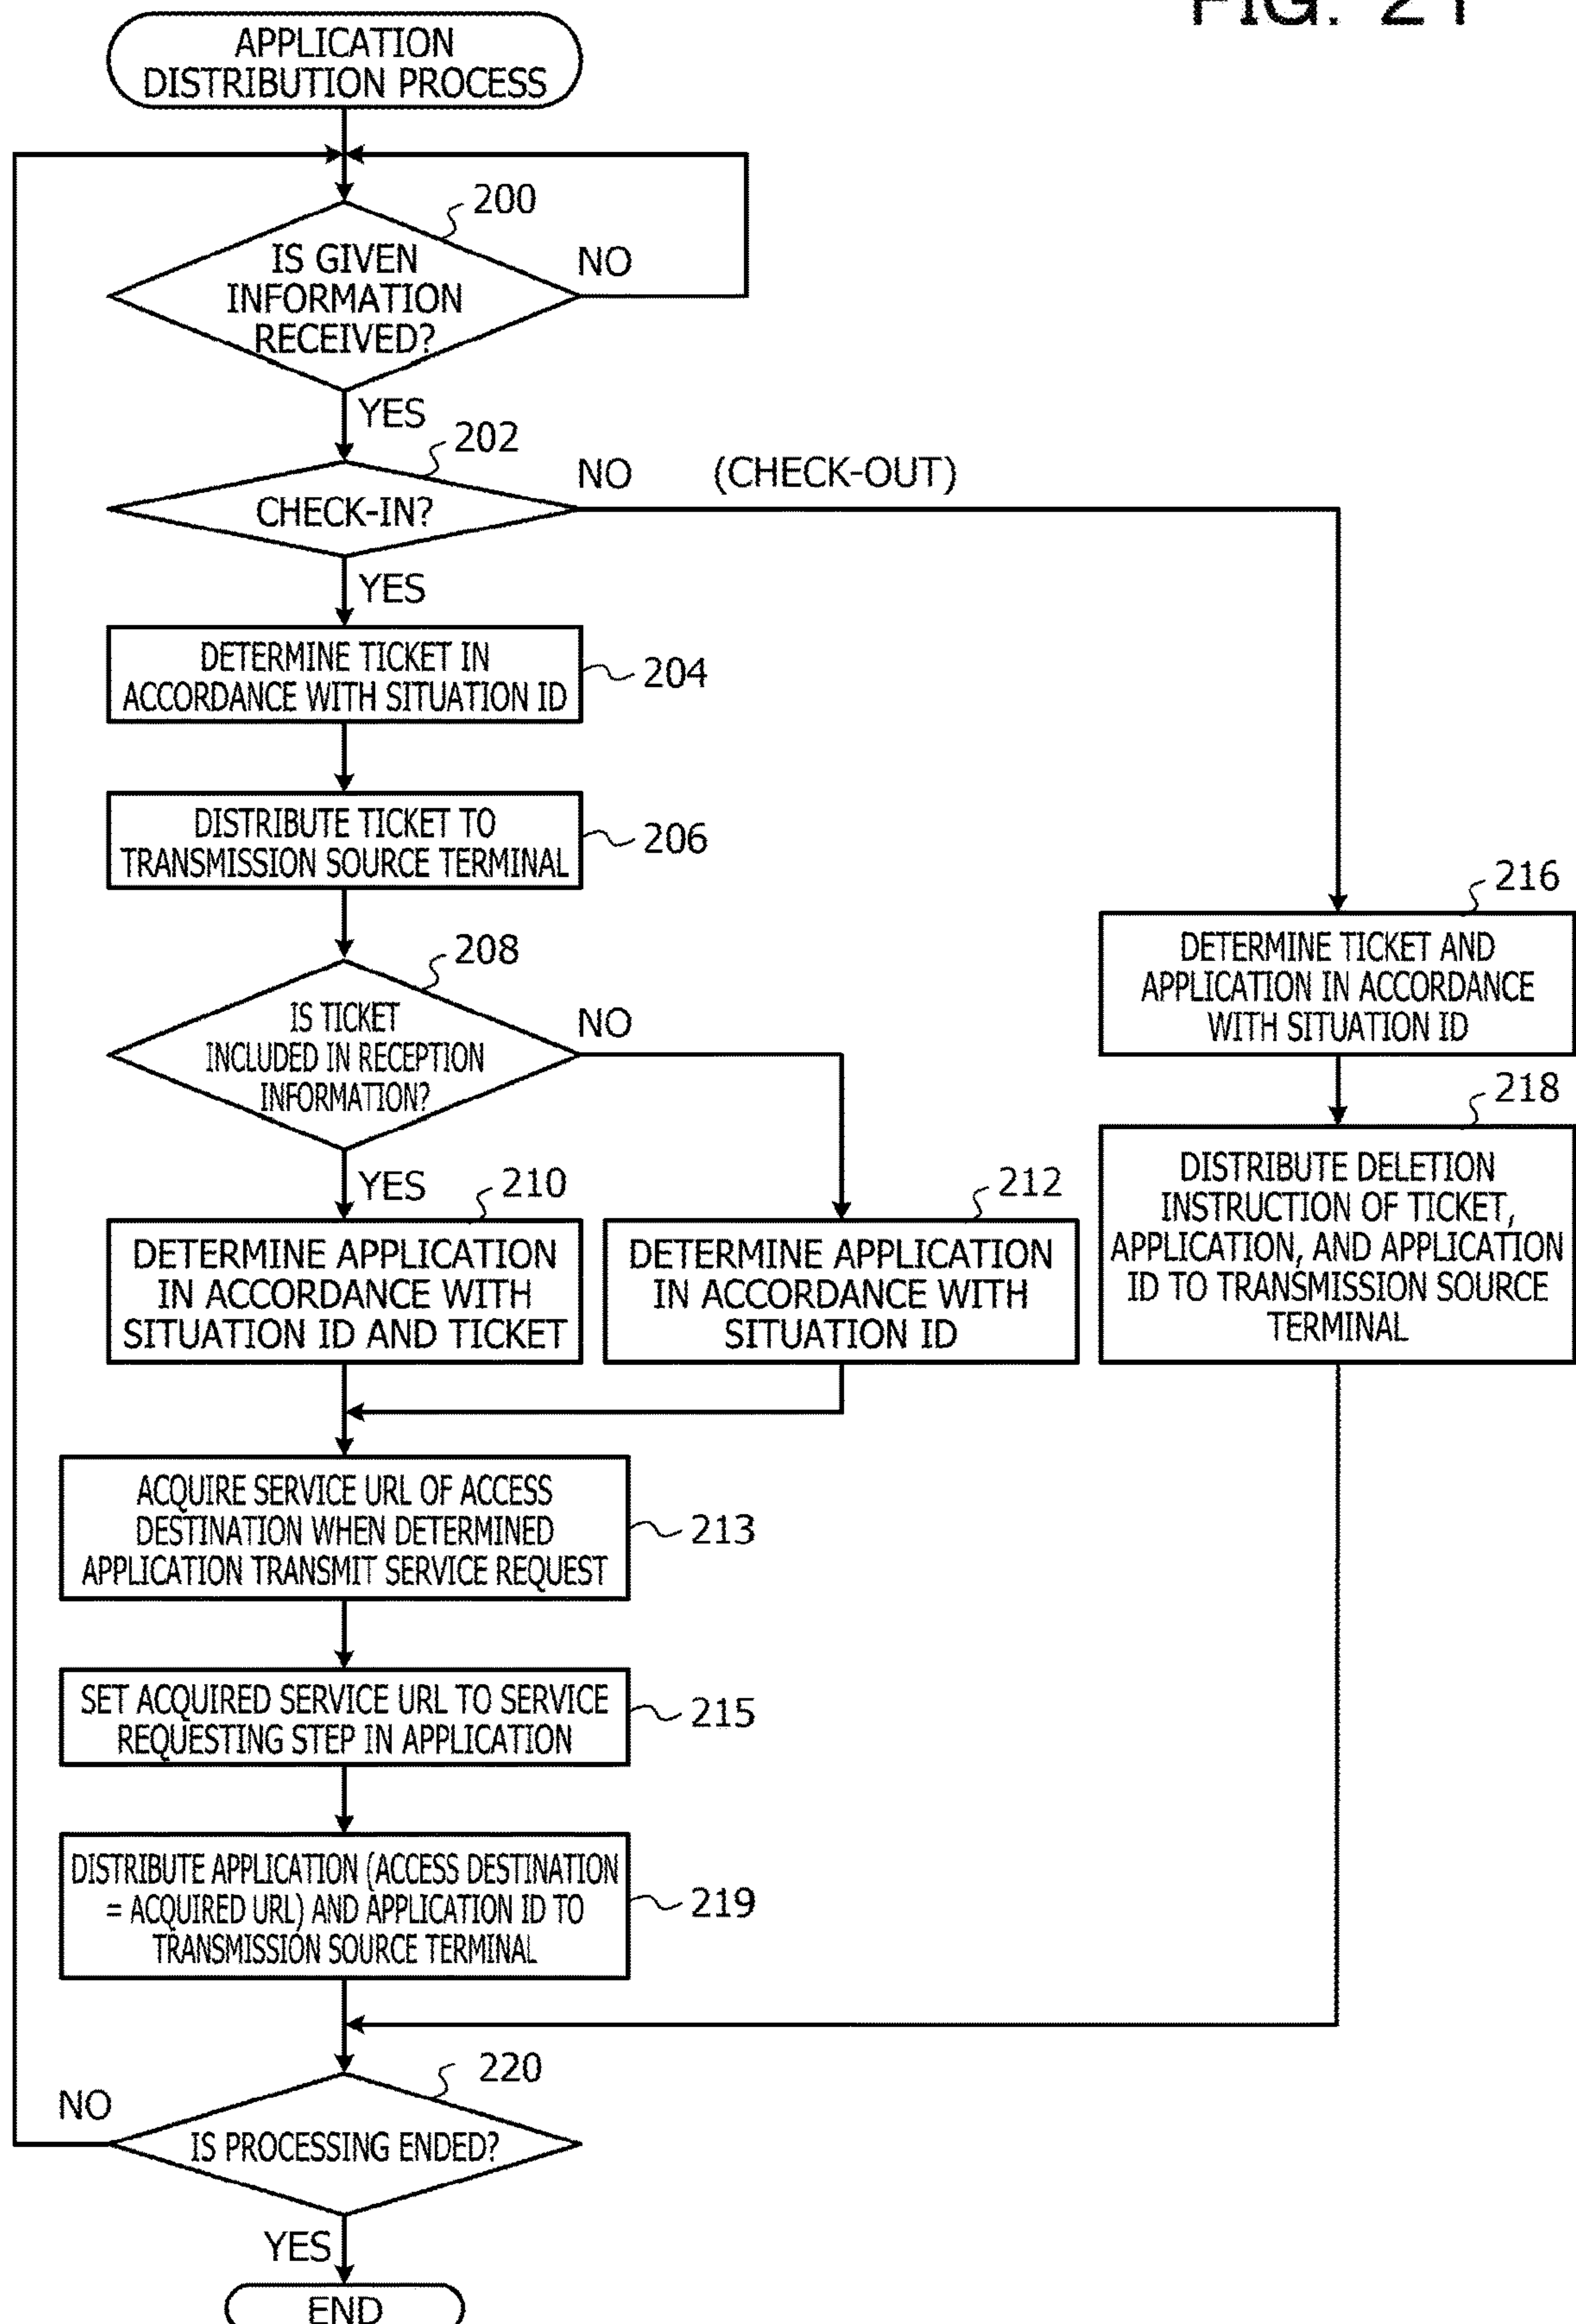 FIG. 21
APPLICATION
DISTRIBUTION PROCESS
200
IS GIVEN
INFORMATION
RECEIVED?
NO
YES
202
CHECK-IN?
NO (CHECK-OUT)
YES
DETERMINE TICKET IN
ACCORDANCE WITH SITUATION ID
204
DISTRIBUTE TICKET TO
TRANSMISSION SOURCE TERMINAL
206
208
IS TICKET
INCLUDED IN RECEPTION
INFORMATION?
NO
YES
210
DETERMINE APPLICATION
IN ACCORDANCE WITH
SITUATION ID AND TICKET
212
DETERMINE APPLICATION
IN ACCORDANCE WITH
SITUATION ID
216
DETERMINE TICKET AND
APPLICATION IN ACCORDANCE
WITH SITUATION ID
218
DISTRIBUTE DELETION
INSTRUCTION OF TICKET,
APPLICATION, AND APPLICATION
ID TO TRANSMISSION SOURCE
TERMINAL
ACQUIRE SERVICE URL OF ACCESS
DESTINATION WHEN DETERMINED
APPLICATION TRANSMIT SERVICE REQUEST
213
SET ACQUIRED SERVICE URL TO SERVICE
REQUESTING STEP IN APPLICATION
215
DISTRIBUTE APPLICATION (ACCESS DESTINATION
= ACQUIRED URL) AND APPLICATION ID TO
TRANSMISSION SOURCE TERMINAL
219
220
NO
IS PROCESSING ENDED?
YES
END